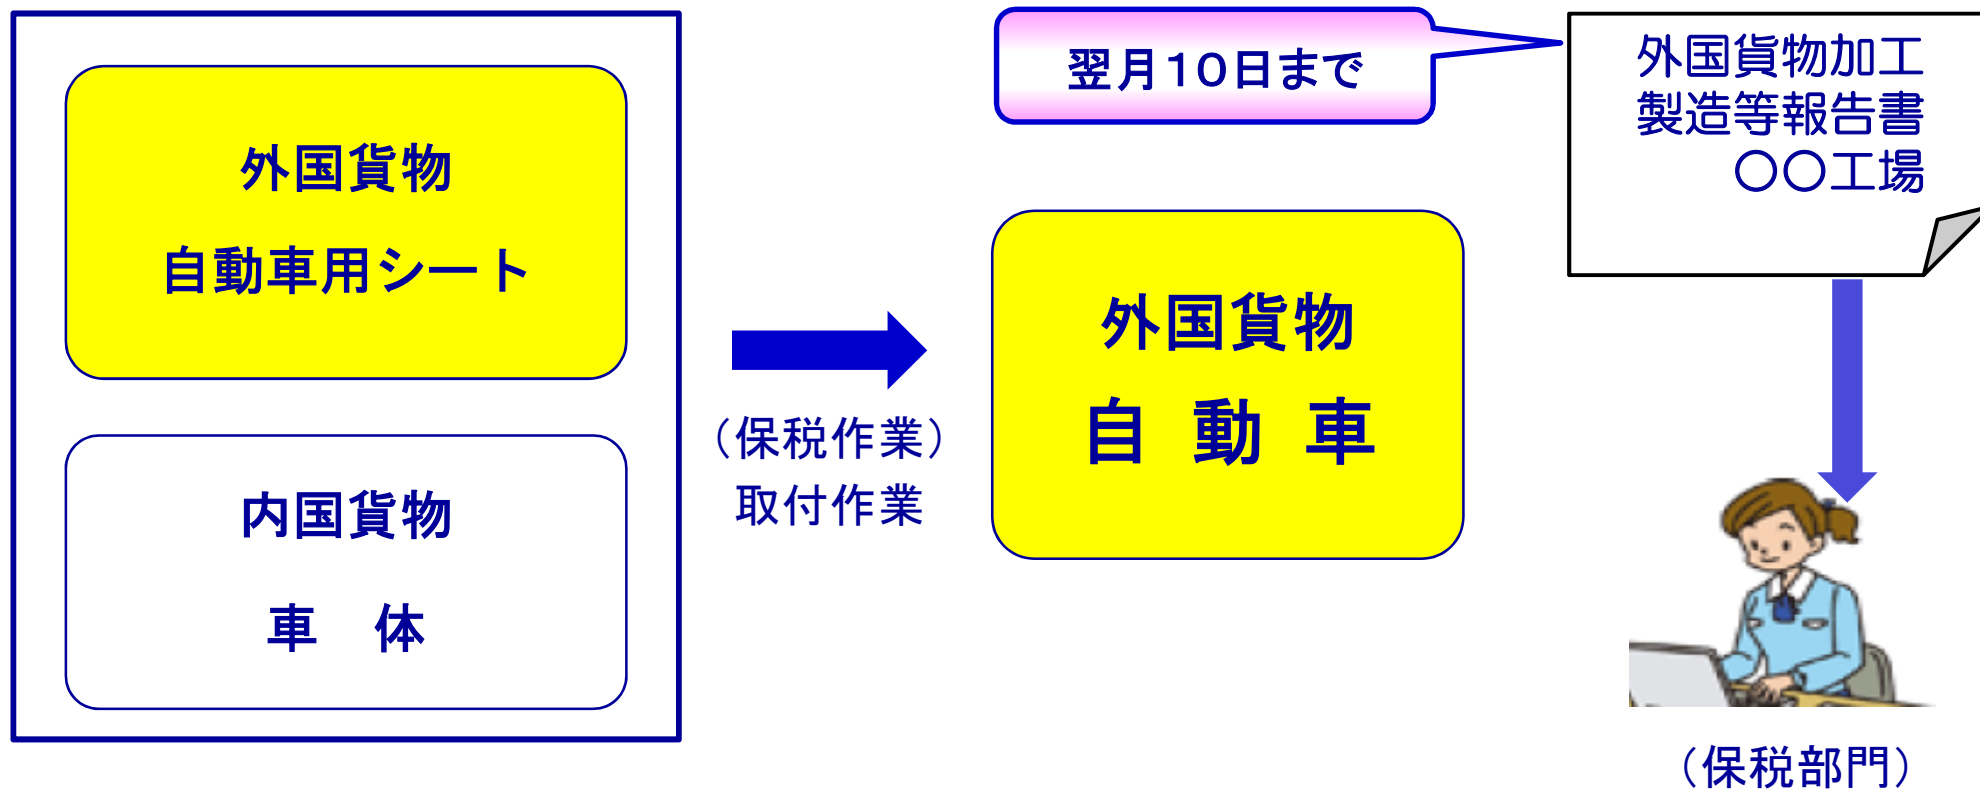 外国貨物
自動車用シート
内国貨物
車　体
（保税作業）
取付作業
翌月10日まで
外国貨物
自 動 車
外国貨物加工
製造等報告書
〇〇工場
（保税部門）